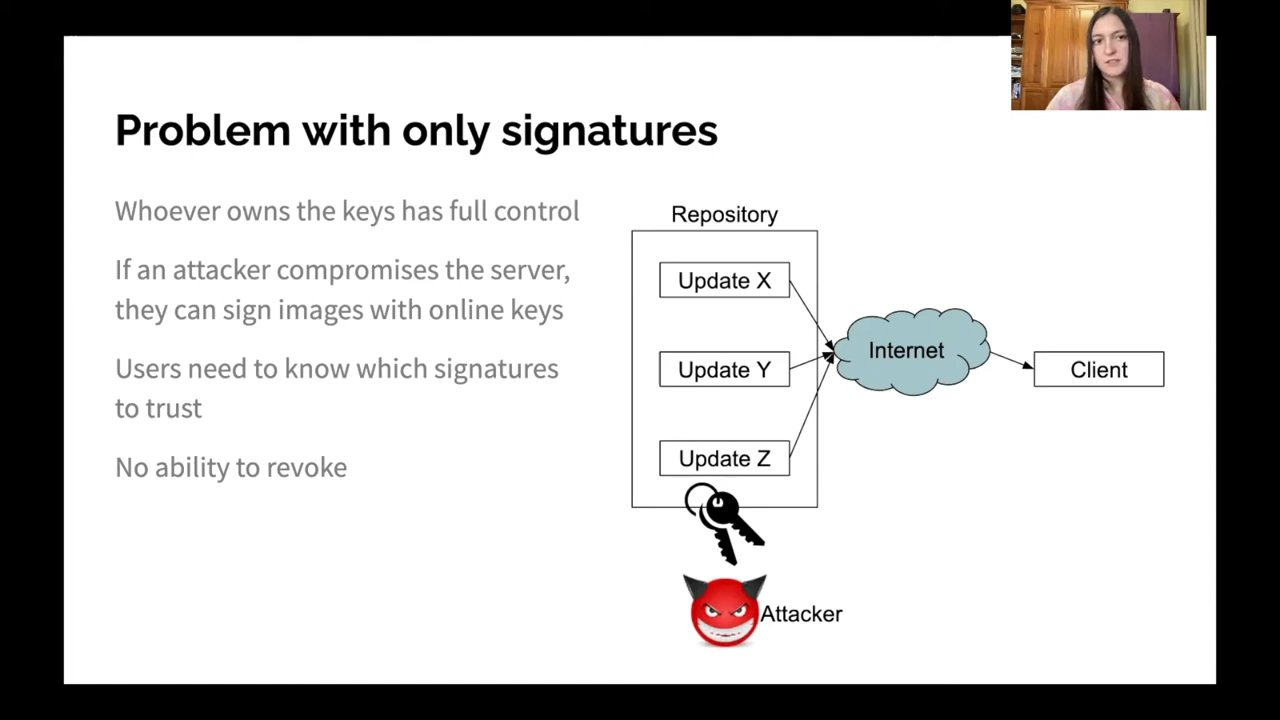 Problem with only signatures
Whoever owns the keys has full control
If an attacker compromises the server,
they can sign images with online keys
Users need to know which signatures
to trust
No ability to revoke
Repository
Update X
Update Y
Update Z
Internet
Client
Attacker